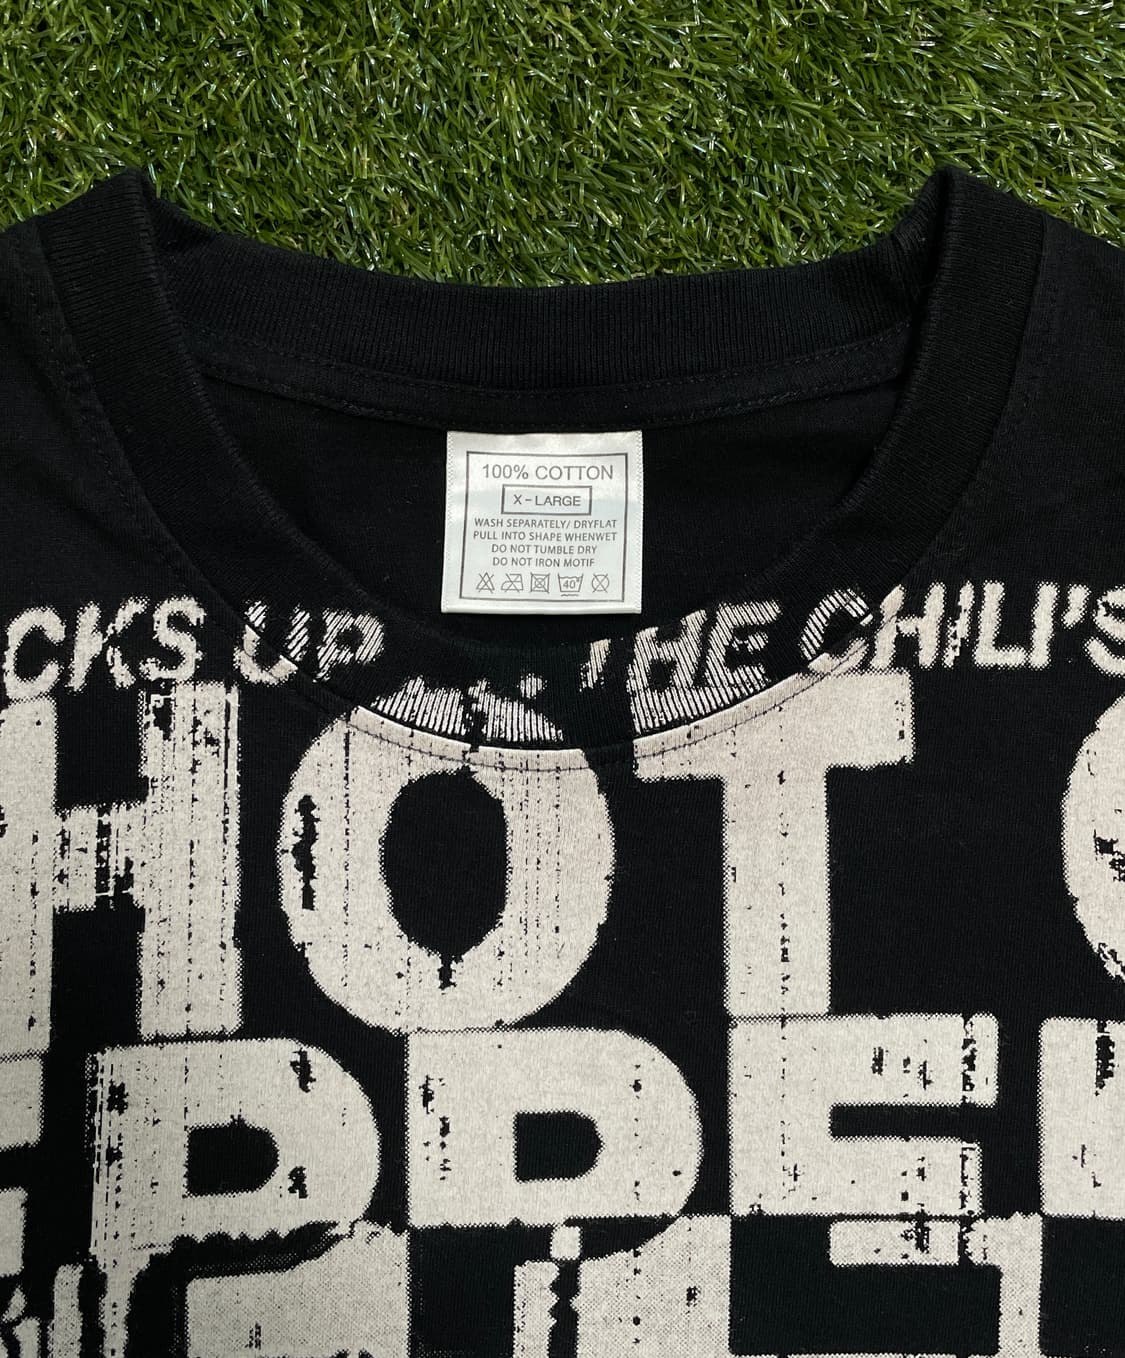 100% COTTON
X-LARGE
WASH SEPARATELY/ DRYFLAT
PULL INTO SHAPE WHENWET
DO NOT TUMBLE DRY
DO NOT IRON MOTIF
40°
CKS UP THE CHILI'S
HOT
EPPE